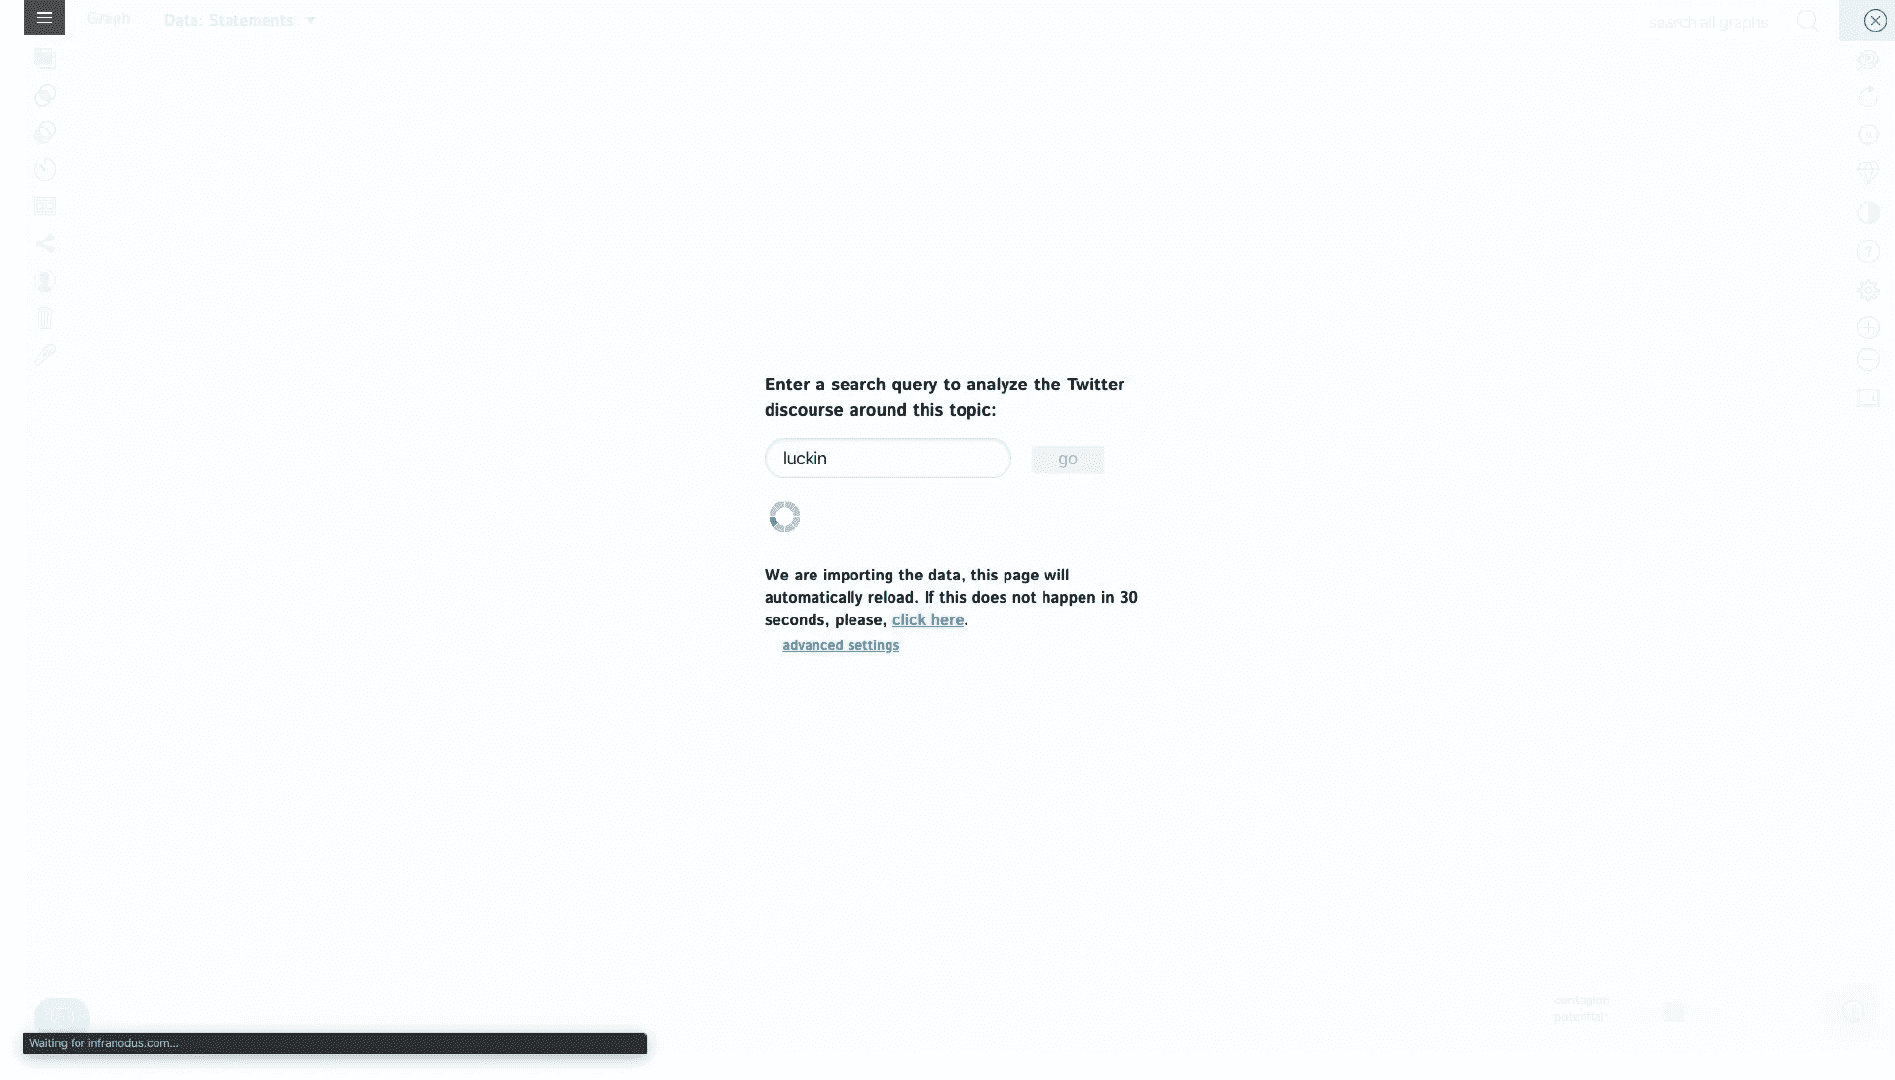 Graph Data: Statements
search all graphs
Enter a search query to analyze the Twitter
discourse around this topic:
luckin
go
We are importing the data, this page will
automatically reload. If this does not happen in 30
seconds, please, click here.
advanced settings
contagion
potential
Waiting for infranodus.com...